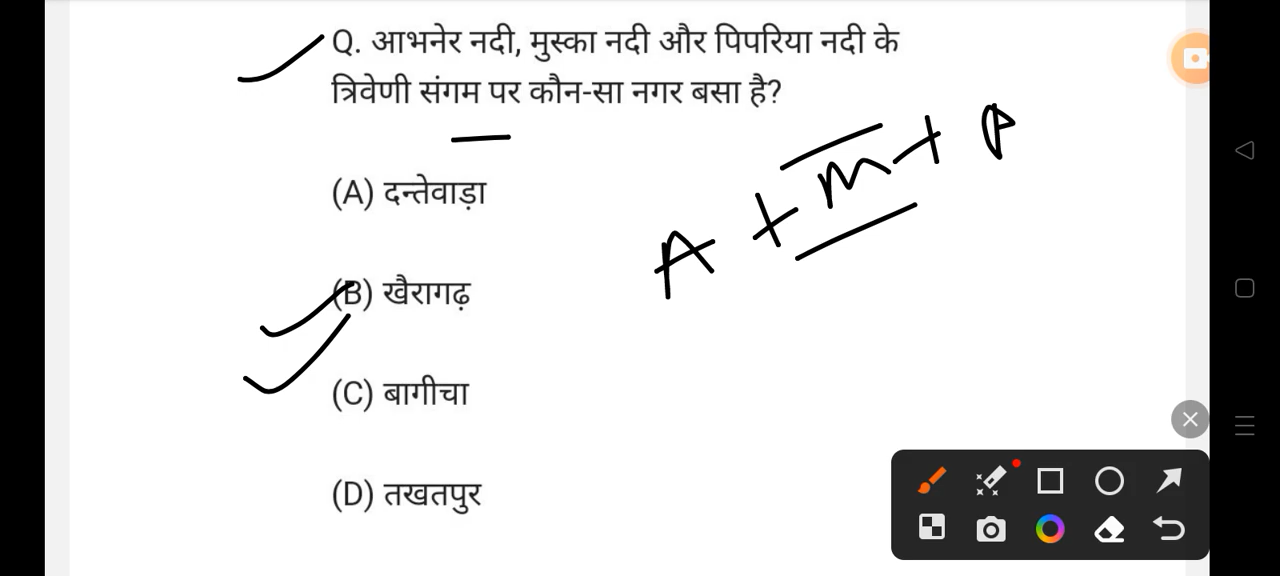 Q. आभनेर नदी, मुस्का नदी और पिपरिया नदी के
त्रिवेणी संगम पर कौन-सा नगर बसा है?
A + m + P
(A) दन्तेवाड़ा
(B) खैरागढ़
(C) बागीचा
(D) तखतपुर